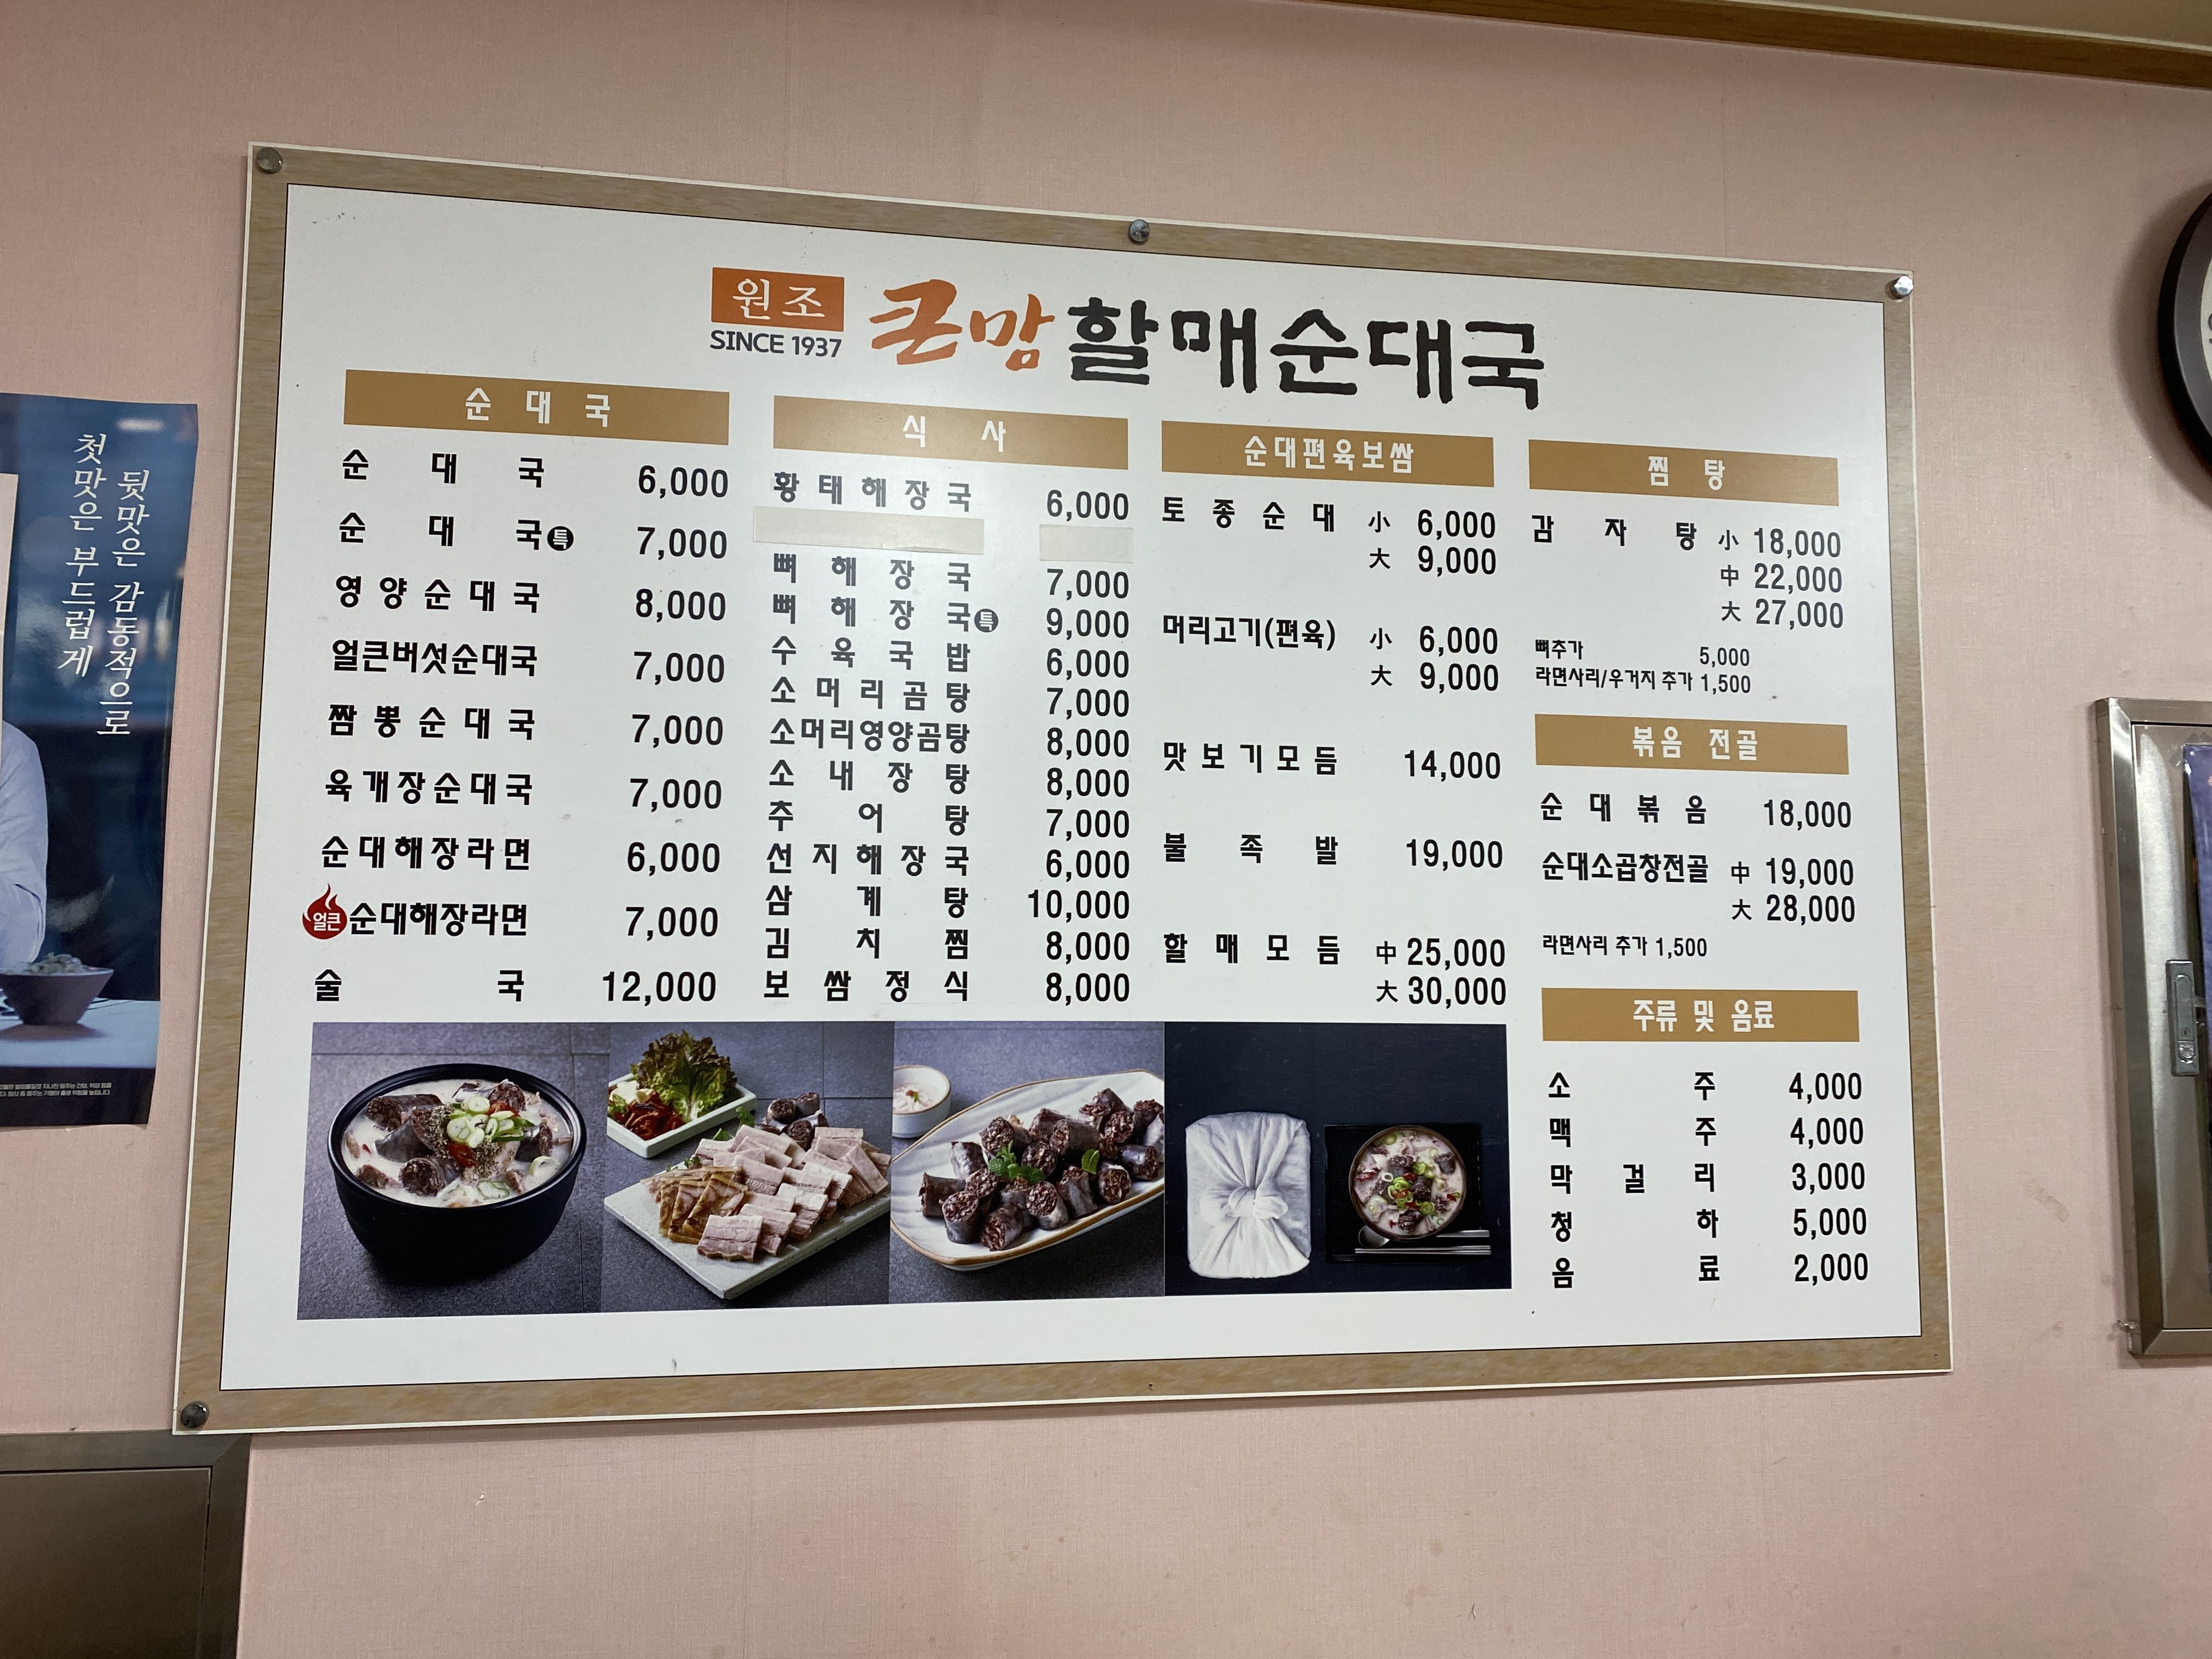 원조
SINCE 1937
큰맘할매순대국
순대국
순대국 6,000
순대국특 7,000
영양순대국 8,000
얼큰버섯순대국 7,000
짬뽕순대국 7,000
육개장순대국 7,000
순대해장라면 6,000
얼큰 순대해장라면 7,000
술국 12,000
식사
황태해장국 6,000
뼈해장국 7,000
뼈해장국특 9,000
수육국밥 6,000
소머리곰탕 7,000
소머리영양곰탕 8,000
소내장탕 8,000
추어탕 7,000
선지해장국 6,000
삼계탕 10,000
김치찜 8,000
보쌈정식 8,000
순대편육보쌈
토종순대 小 6,000
大 9,000
머리고기(편육) 小 6,000
大 9,000
맛보기모듬 14,000
불족발 19,000
할매모듬 中 25,000
大 30,000
찜탕
감자탕 小 18,000
中 22,000
大 27,000
뼈추가 5,000
라면사리/우거지 추가 1,500
볶음 전골
순대볶음 18,000
순대소곱창전골 中 19,000
大 28,000
라면사리 추가 1,500
주류 및 음료
소주 4,000
맥주 4,000
막걸리 3,000
청하 5,000
음료 2,000
첫맛은 부드럽게
뒷맛은 감동적으로